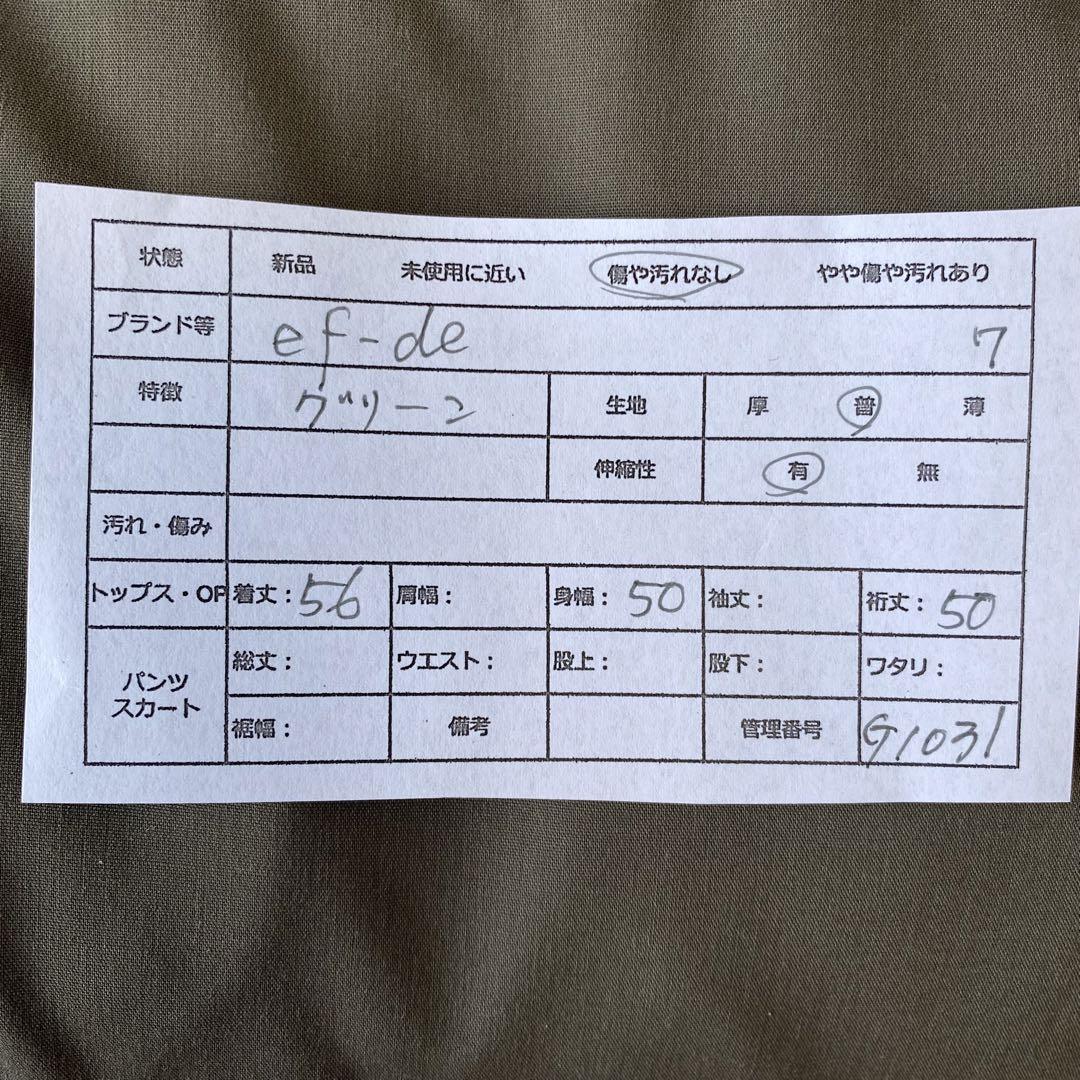 状態 新品 未使用に近い 傷や汚れなし やや傷や汚れあり
ブランド等 ef-de 7
特徴 グリーン 生地 厚 普 薄
伸縮性 有 無
汚れ・傷み
トップス・OP 着丈：56 肩幅： 身幅：50 袖丈： 裄丈：50
パンツ スカート 総丈： ウエスト： 股上： 股下： ワタリ：
裾幅： 備考 管理番号 G1031